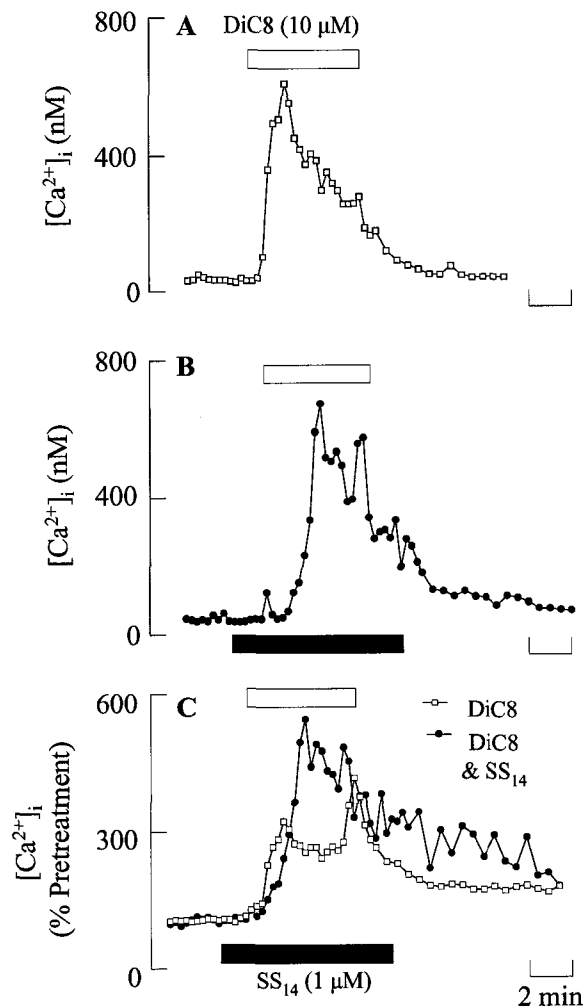 A
DiC8 (10 μM)
800
400
0
[Ca²⁺]ᵢ (nM)
B
800
400
0
[Ca²⁺]ᵢ (nM)
C
600
300
0
[Ca²⁺]ᵢ
(% Pretreatment)
DiC8
DiC8
& SS₁₄
SS₁₄ (1 μM)
2 min